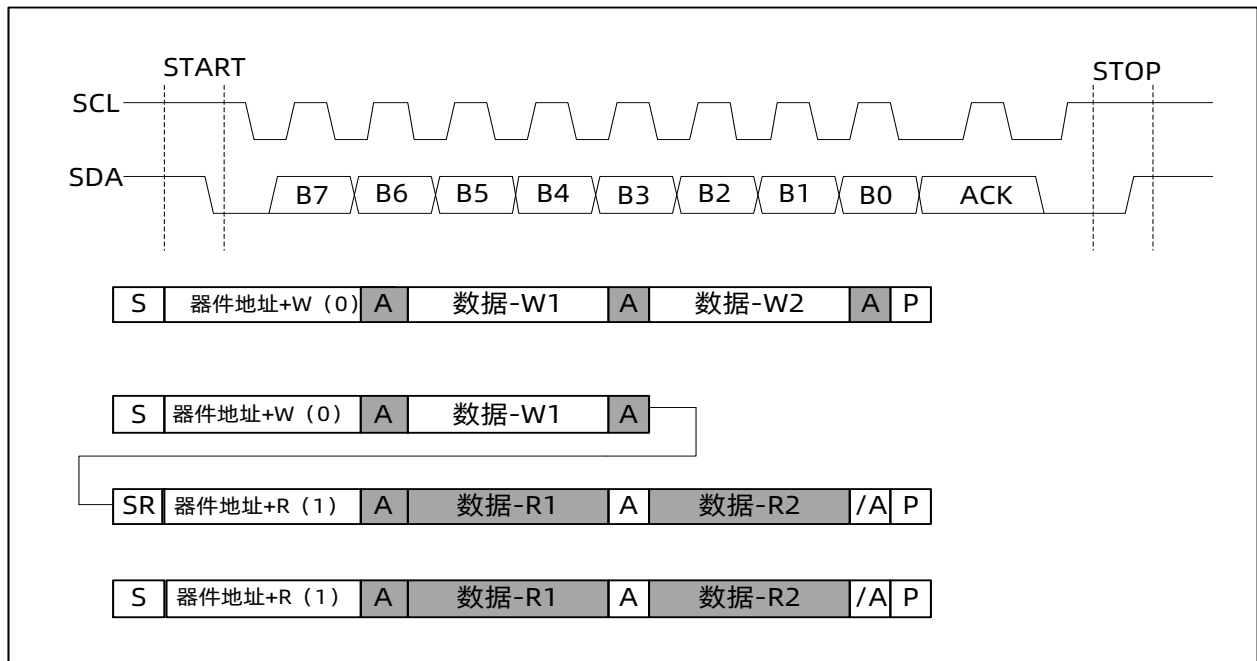 START
STOP
SCL
SDA
B7 B6 B5 B4 B3 B2 B1 B0 ACK
S 器件地址+W（0） A 数据-W1 A 数据-W2 A P
S 器件地址+W（0） A 数据-W1 A
SR 器件地址+R（1） A 数据-R1 A 数据-R2 /A P
S 器件地址+R（1） A 数据-R1 A 数据-R2 /A P